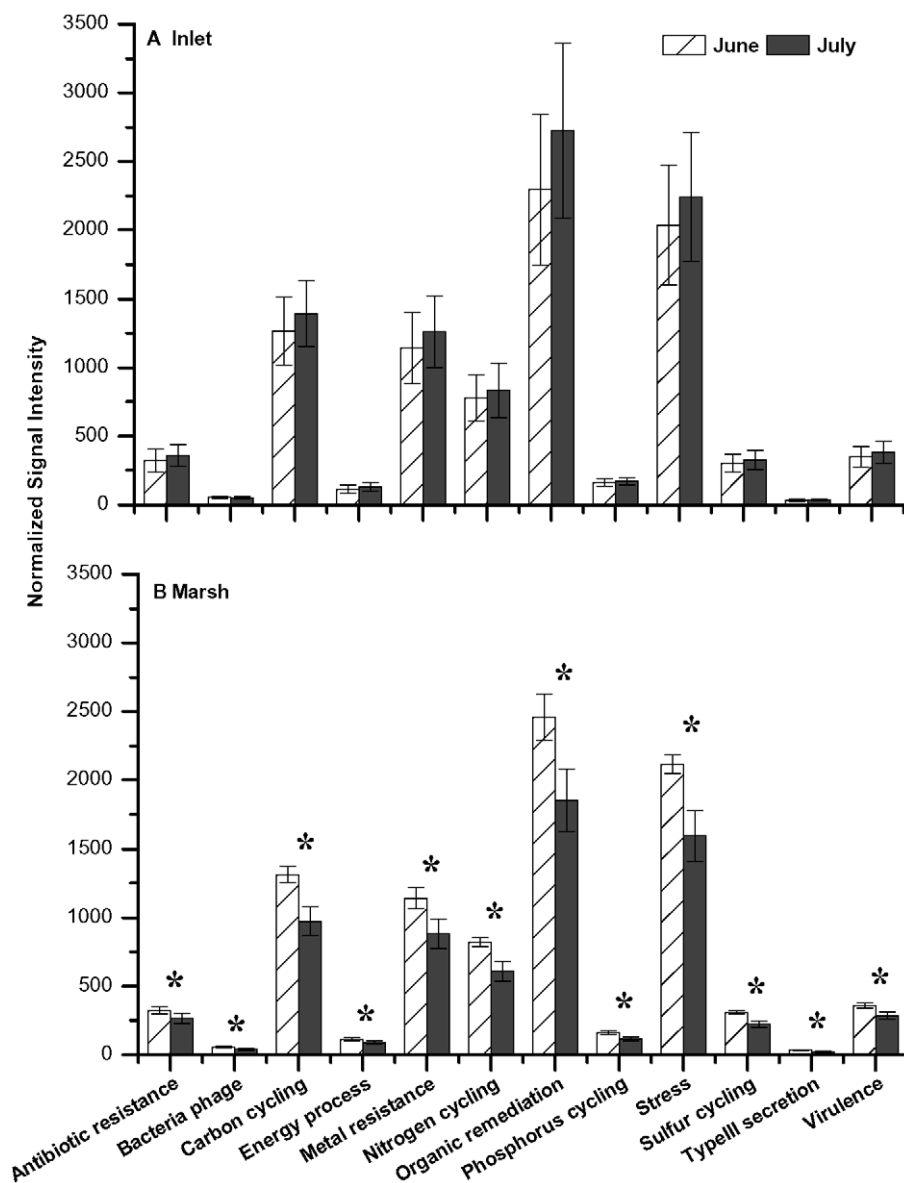 A Inlet
June July
3500
3000
2500
2000
1500
1000
500
0
Normalized Signal Intensity
B Marsh
3500
3000
2500
2000
1500
1000
500
0
* * * * * * * * * * * *
Antibiotic resistance
Bacteria phage
Carbon cycling
Energy process
Metal resistance
Nitrogen cycling
Organic remediation
Phosphorus cycling
Stress
Sulfur cycling
TypeII secretion
Virulence